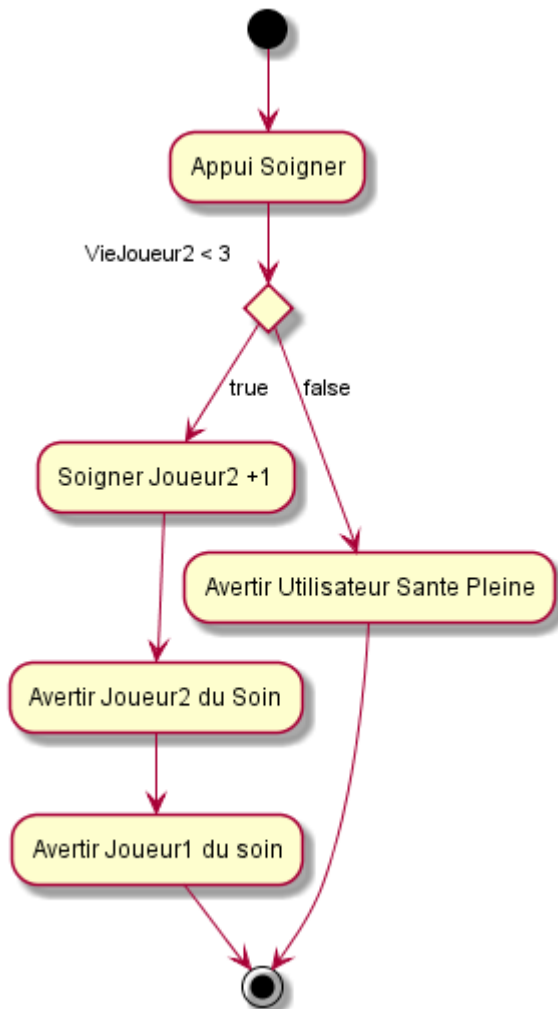 Appui Soigner
VieJoueur2 < 3
true
false
Soigner Joueur2 +1
Avertir Utilisateur Sante Pleine
Avertir Joueur2 du Soin
Avertir Joueur1 du soin